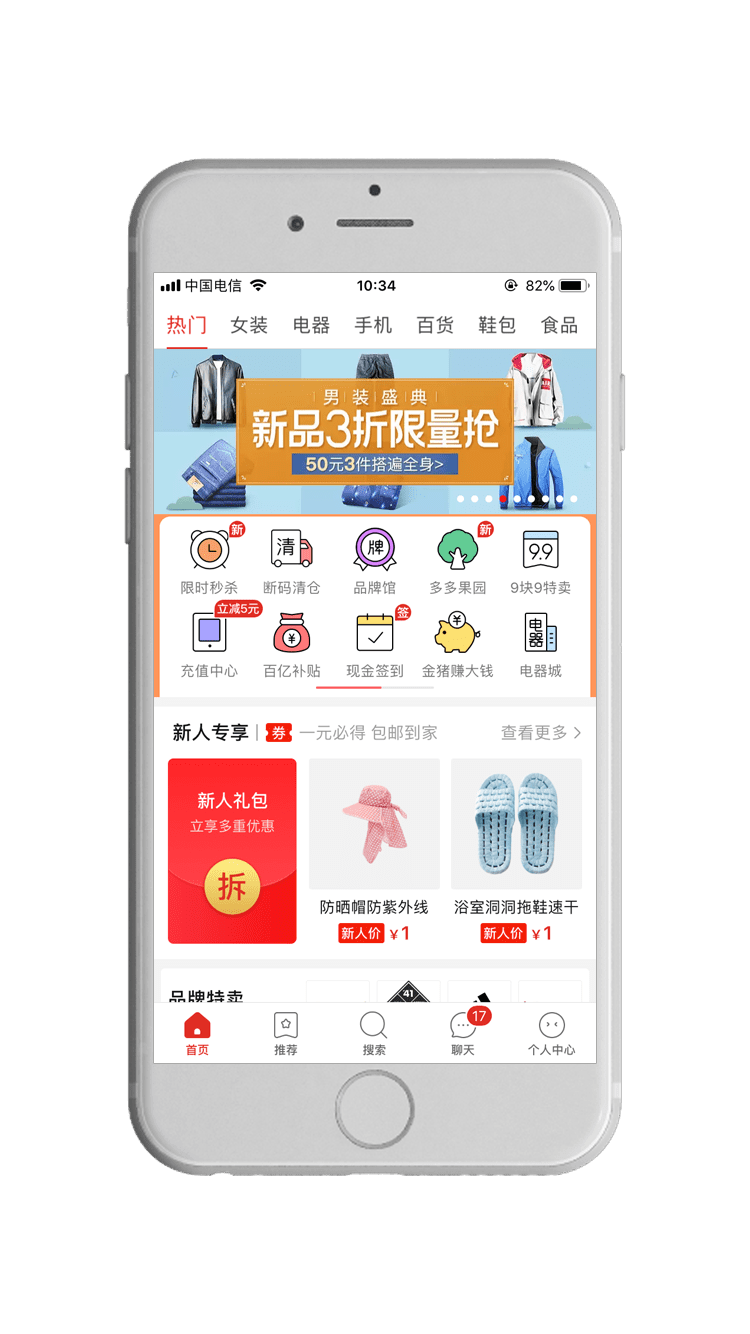 中国电信 10:34 82%
热门 女装 电器 手机 百货 鞋包 食品
男装盛典
新品3折限量抢
50元3件搭遍全身>
新 新
清 牌 9.9
限时秒杀 断码清仓 品牌馆 多多果园 9块9特卖
立减5元 签
¥ ¥ 电器
充值中心 百亿补贴 现金签到 金猪赚大钱 电器城
新人专享 券 一元必得 包邮到家 查看更多 >
新人礼包
立享多重优惠
拆
防晒帽防紫外线 浴室洞洞拖鞋速干
新人价 ¥1 新人价 ¥1
品牌特卖
41
17
首页 推荐 搜索 聊天 个人中心